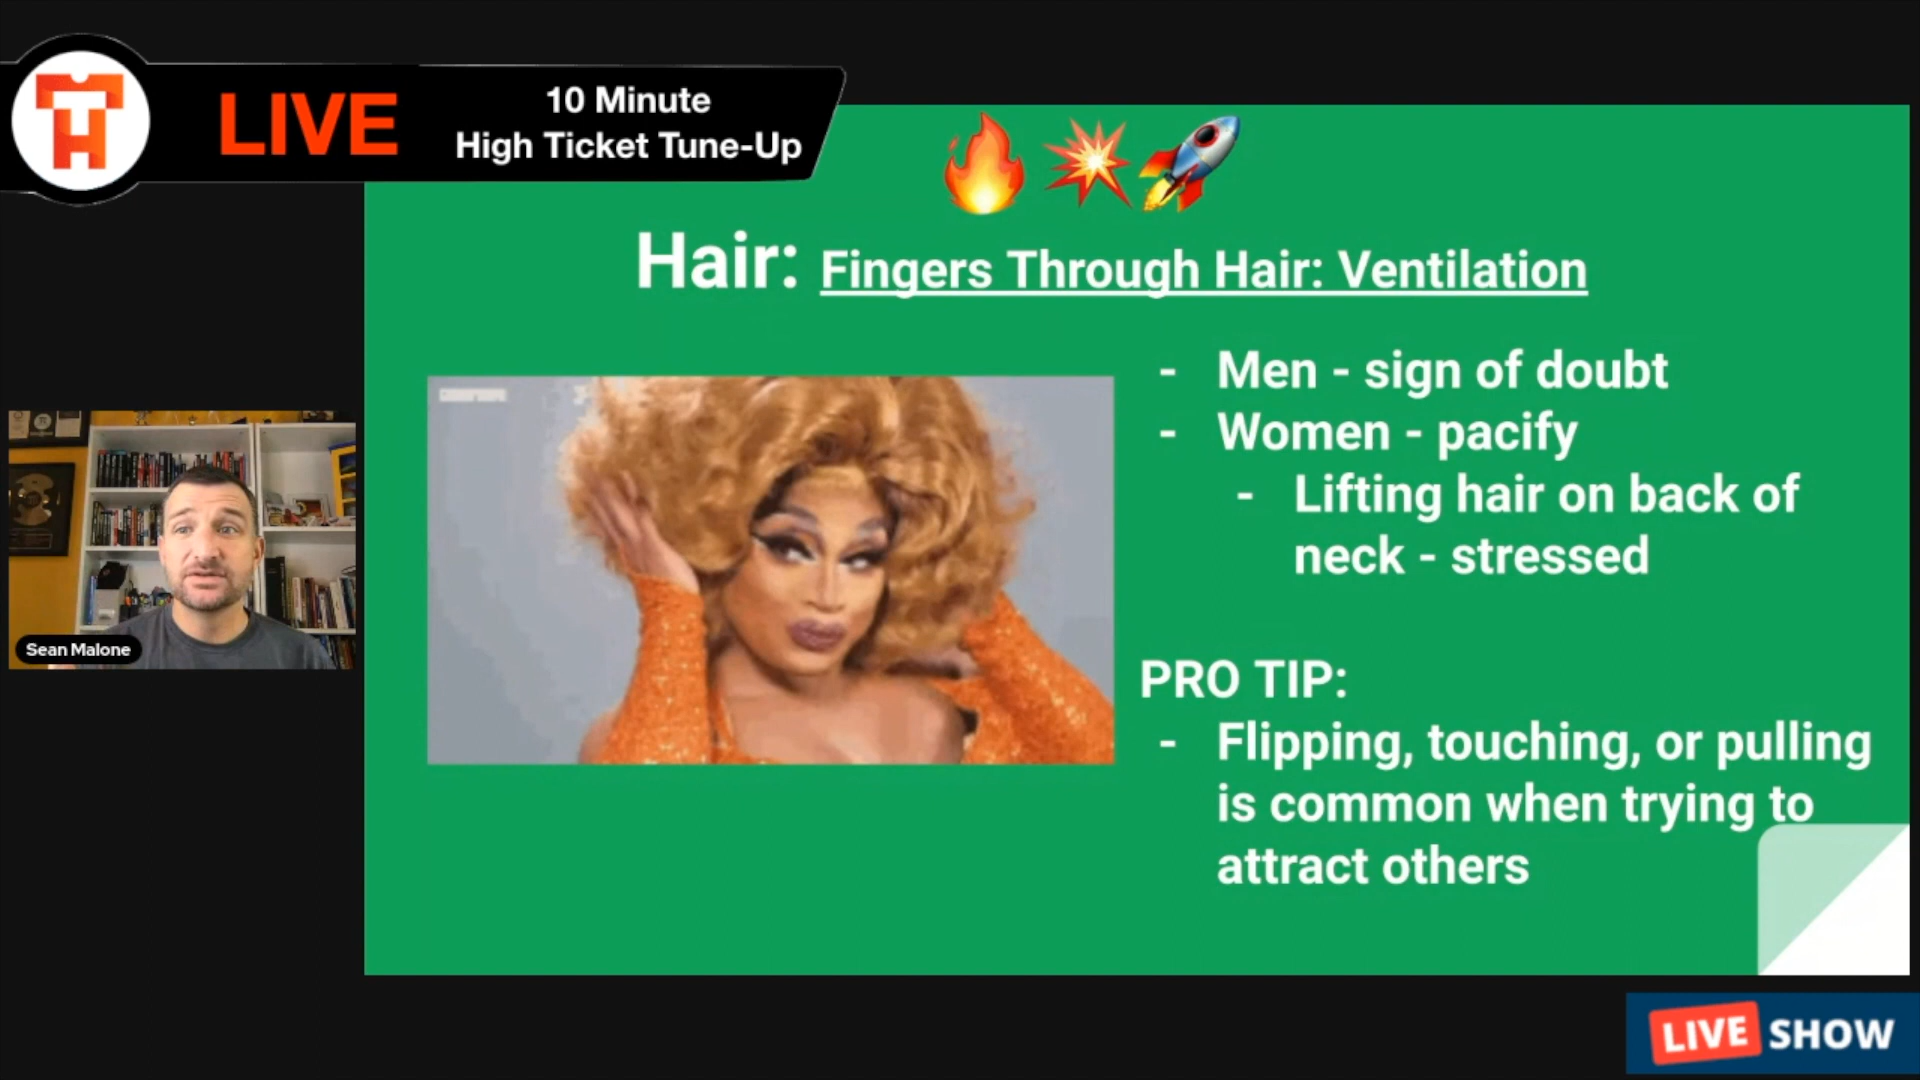 LIVE
10 Minute
High Ticket Tune-Up
Hair: Fingers Through Hair: Ventilation
- Men - sign of doubt
- Women - pacify
- Lifting hair on back of
neck - stressed
PRO TIP:
- Flipping, touching, or pulling
is common when trying to
attract others
Sean Malone
LIVE SHOW